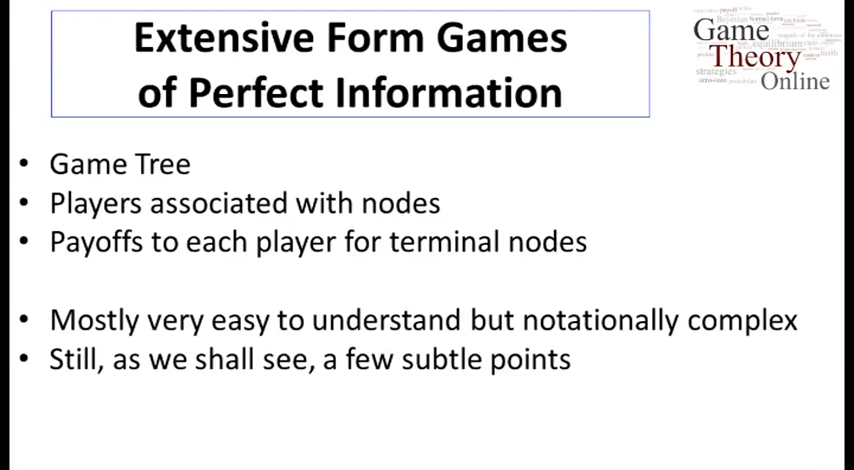 Extensive Form Games
of Perfect Information
Game
Theory
Online
equilibrium
strategies
• Game Tree
• Players associated with nodes
• Payoffs to each player for terminal nodes
• Mostly very easy to understand but notationally complex
• Still, as we shall see, a few subtle points